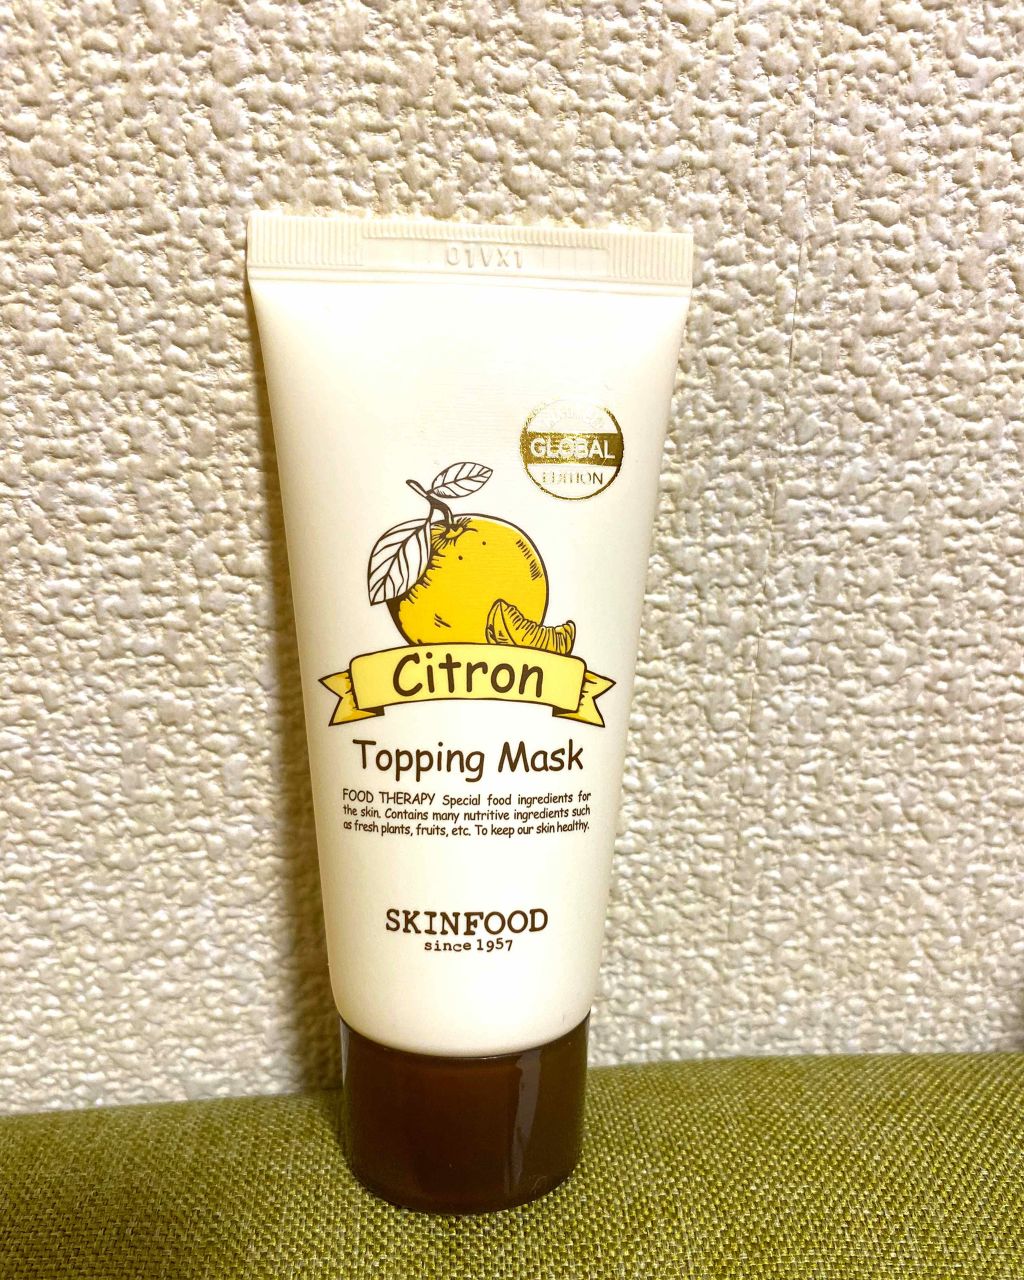 01VX1
GLOBAL
EDITION
Citron
Topping Mask
FOOD THERAPY Special food ingredients for
the skin. Contains many nutritive ingredients such
as fresh plants, fruits, etc. To keep our skin healthy.
SKINFOOD
since 1957